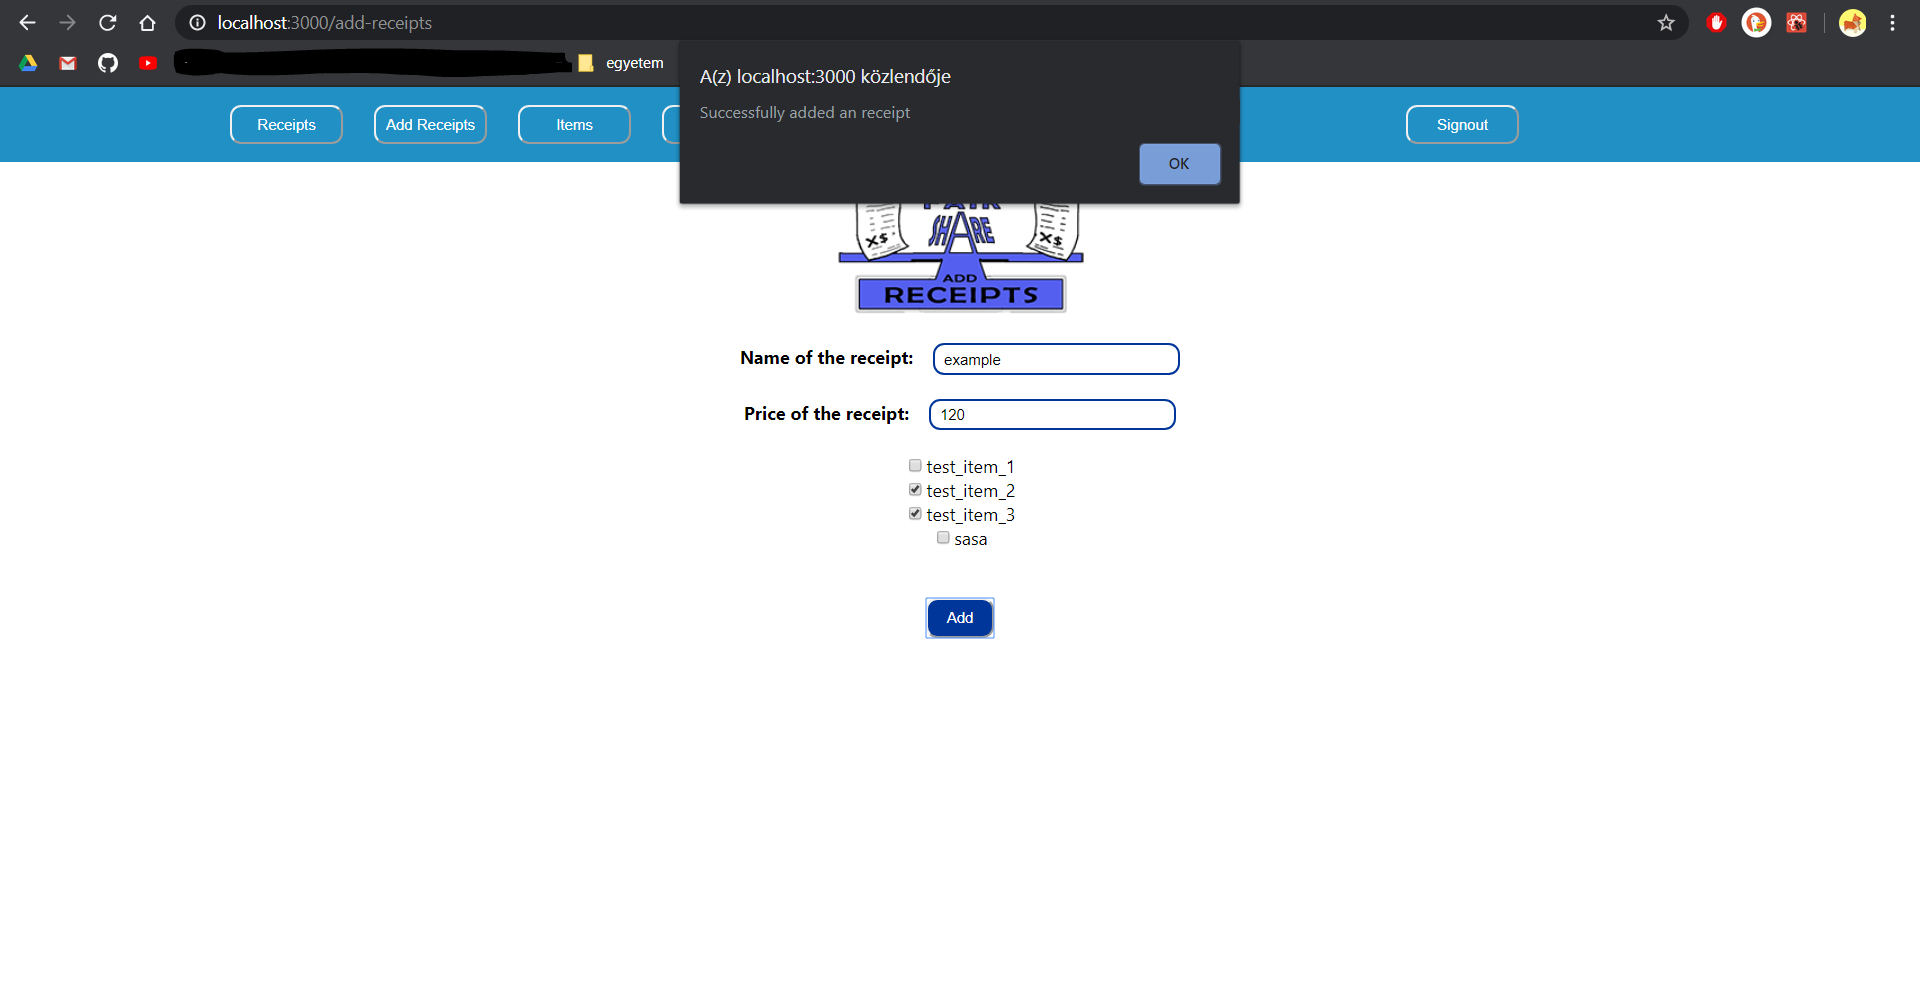 localhost:3000/add-receipts
egyetem
A(z) localhost:3000 közlendője
Successfully added an receipt
OK
Receipts
Add Receipts
Items
Signout
SHARE
X$
X$
ADD
RECEIPTS
Name of the receipt:
example
Price of the receipt:
120
test_item_1
test_item_2
test_item_3
sasa
Add